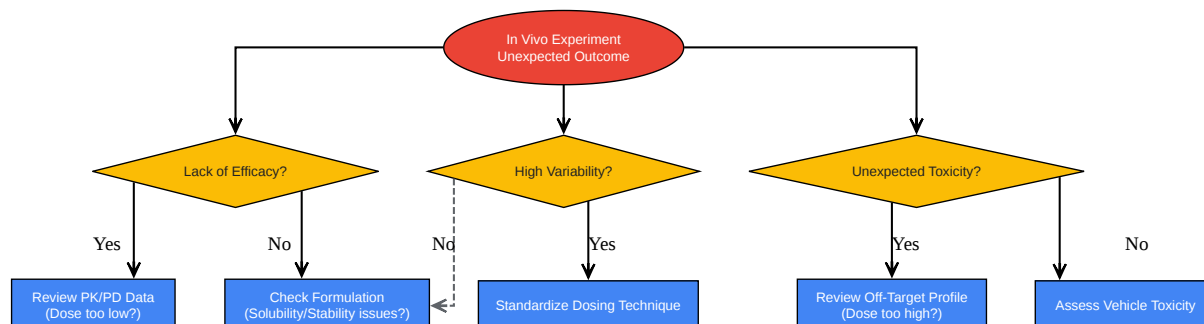 In Vivo Experiment
Unexpected Outcome
Lack of Efficacy?
High Variability?
Unexpected Toxicity?
Yes
No
No
Yes
Yes
No
Review PK/PD Data
(Dose too low?)
Check Formulation
(Solubility/Stability issues?)
Standardize Dosing Technique
Review Off-Target Profile
(Dose too high?)
Assess Vehicle Toxicity